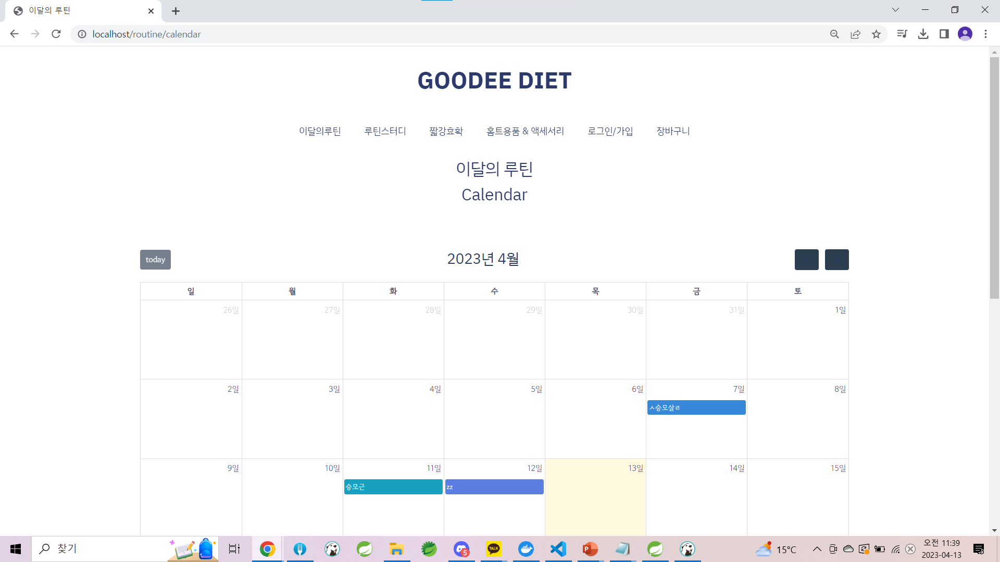 이달의 루틴
localhost/routine/calendar
GOODEE DIET
이달의루틴 루틴스터디 짧강효확 홈트용품 & 액세서리 로그인/가입 장바구니
이달의 루틴
Calendar
today 2023년 4월
일 월 화 수 목 금 토
26일 27일 28일 29일 30일 31일 1일
2일 3일 4일 5일 6일 7일 8일
ㅅ승모살ㄹ
9일 10일 11일 12일 13일 14일 15일
승모근 zz
찾기
5
TALK
P
15°C
오전 11:39
2023-04-13